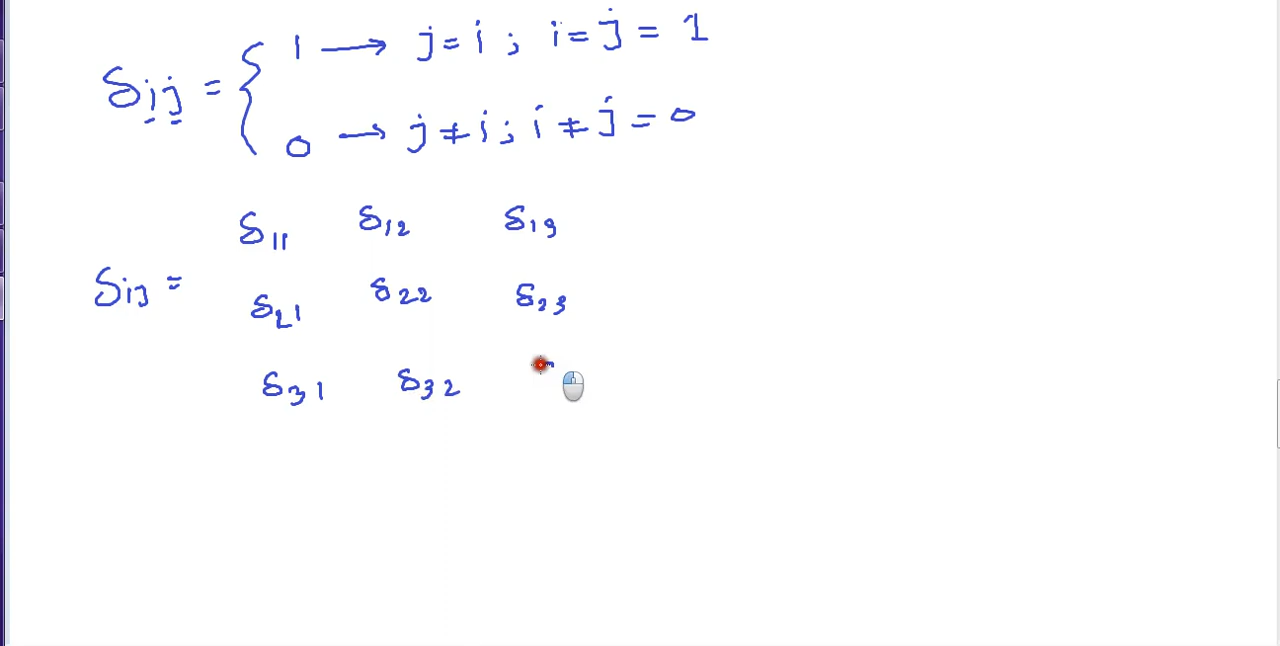 1 → j = i ; i = j = 1
δij = {
0 → j ≠ i ; i ≠ j = 0
δ11 δ12 δ13
δij =
δ21 δ22 δ23
δ31 δ32